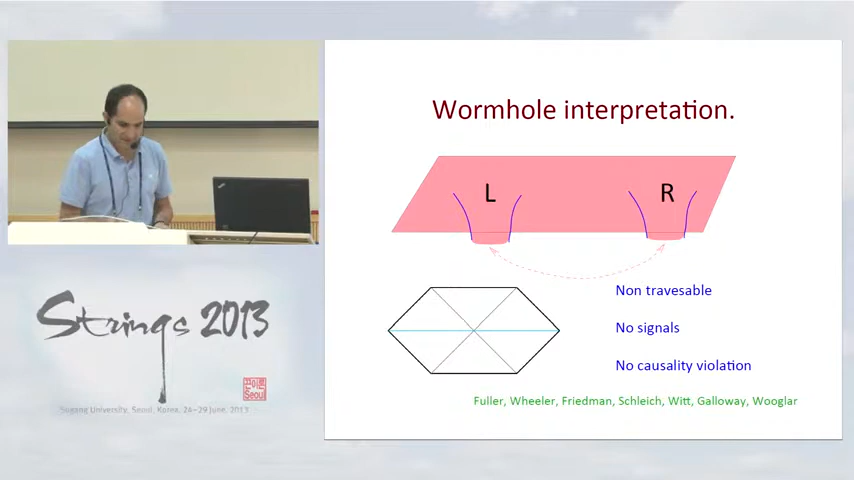 Wormhole interpretation.
L
R
Non travesable
No signals
No causality violation
Fuller, Wheeler, Friedman, Schleich, Witt, Galloway, Wooglar
Strings 2013
Sogang University, Seoul, Korea, 24-29 June, 2013